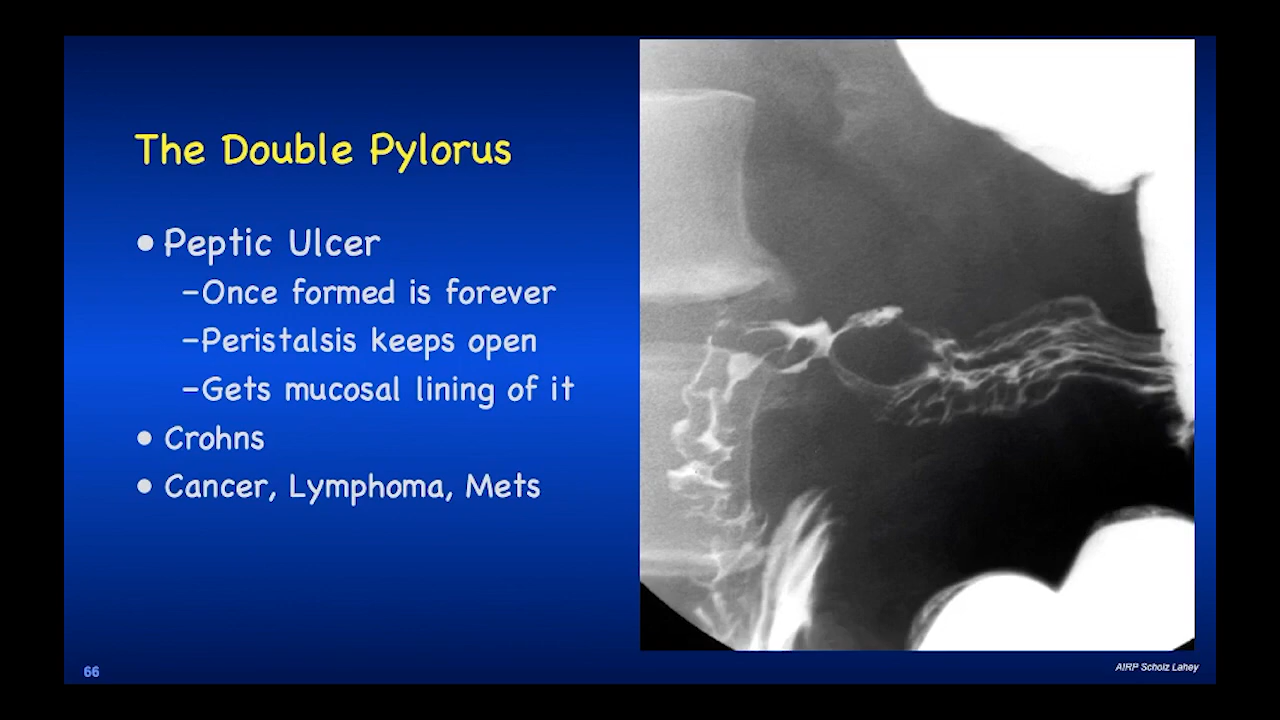 The Double Pylorus
• Peptic Ulcer
–Once formed is forever
–Peristalsis keeps open
–Gets mucosal lining of it
• Crohns
• Cancer, Lymphoma, Mets
66
AIRP Scholz Lahey